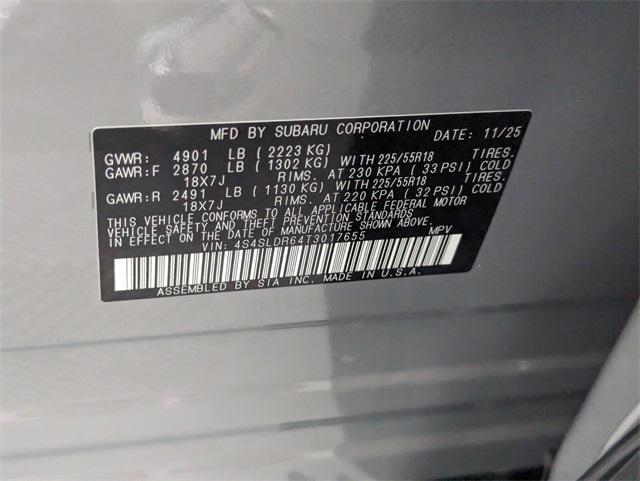 MFD BY SUBARU CORPORATION DATE: 11/25
GVWR: 4901 LB (2223 KG)
GAWR:F 2870 LB (1302 KG) WITH 225/55R18 TIRES.
18X7J RIMS. AT 230 KPA (33 PSI) COLD
GAWR:R 2491 LB (1130 KG) WITH 225/55R18 TIRES.
18X7J RIMS. AT 220 KPA (32 PSI) COLD
THIS VEHICLE CONFORMS TO ALL APPLICABLE FEDERAL MOTOR
VEHICLE SAFETY AND THEFT PREVENTION STANDARDS
IN EFFECT ON THE DATE OF MANUFACTURE SHOWN ABOVE.
VIN: 4S4SLDR64T3017655 MPV
ASSEMBLED BY SIA INC. MADE IN U.S.A.